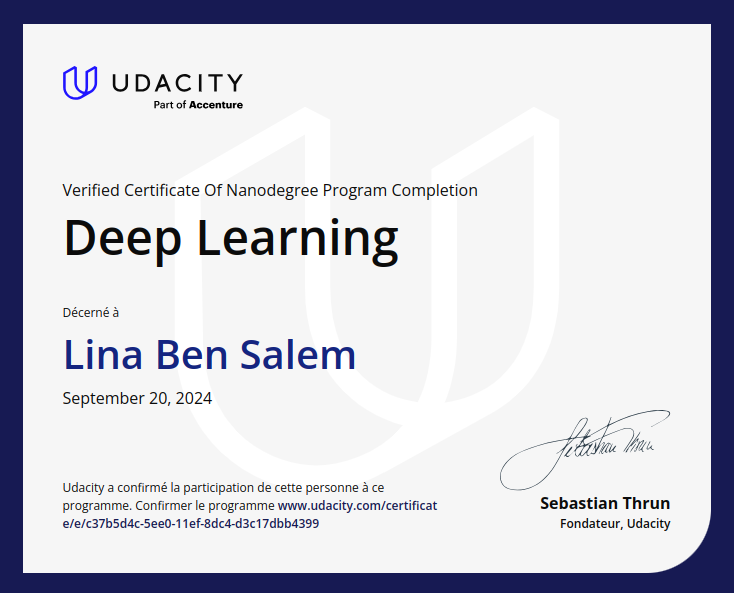 UDACITY
Part of Accenture
Verified Certificate Of Nanodegree Program Completion
Deep Learning
Décerné à
Lina Ben Salem
September 20, 2024
Udacity a confirmé la participation de cette personne à ce
programme. Confirmer le programme www.udacity.com/certificat
e/e/c37b5d4c-5ee0-11ef-8dc4-d3c17dbb4399
Sebastian Thrun
Sebastian Thrun
Fondateur, Udacity